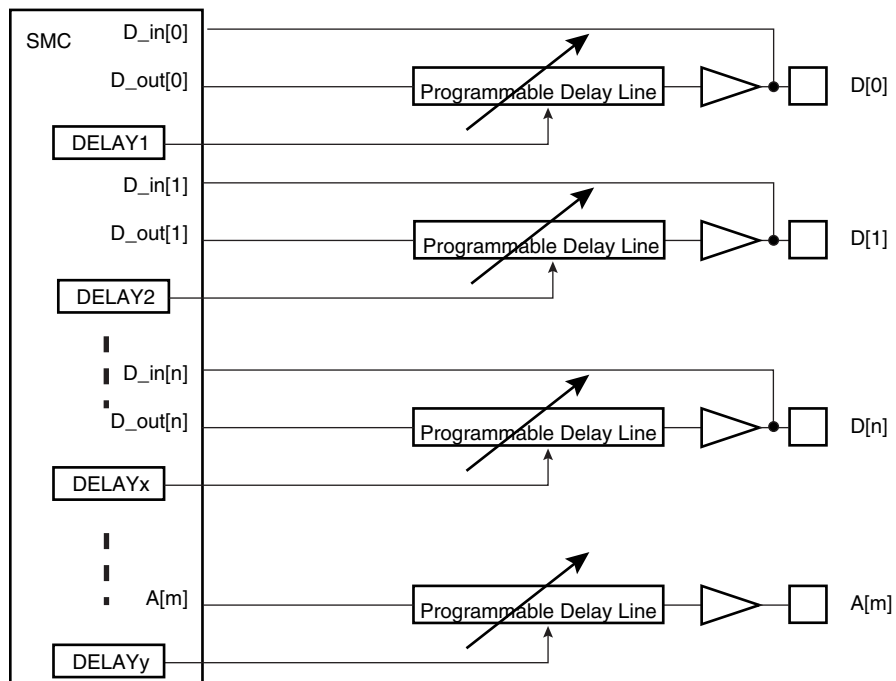 D_in[0]
SMC
D_out[0]
Programmable Delay Line
D[0]
DELAY1
D_in[1]
D_out[1]
Programmable Delay Line
D[1]
DELAY2
D_in[n]
D_out[n]
Programmable Delay Line
D[n]
DELAYx
A[m]
Programmable Delay Line
A[m]
DELAYy